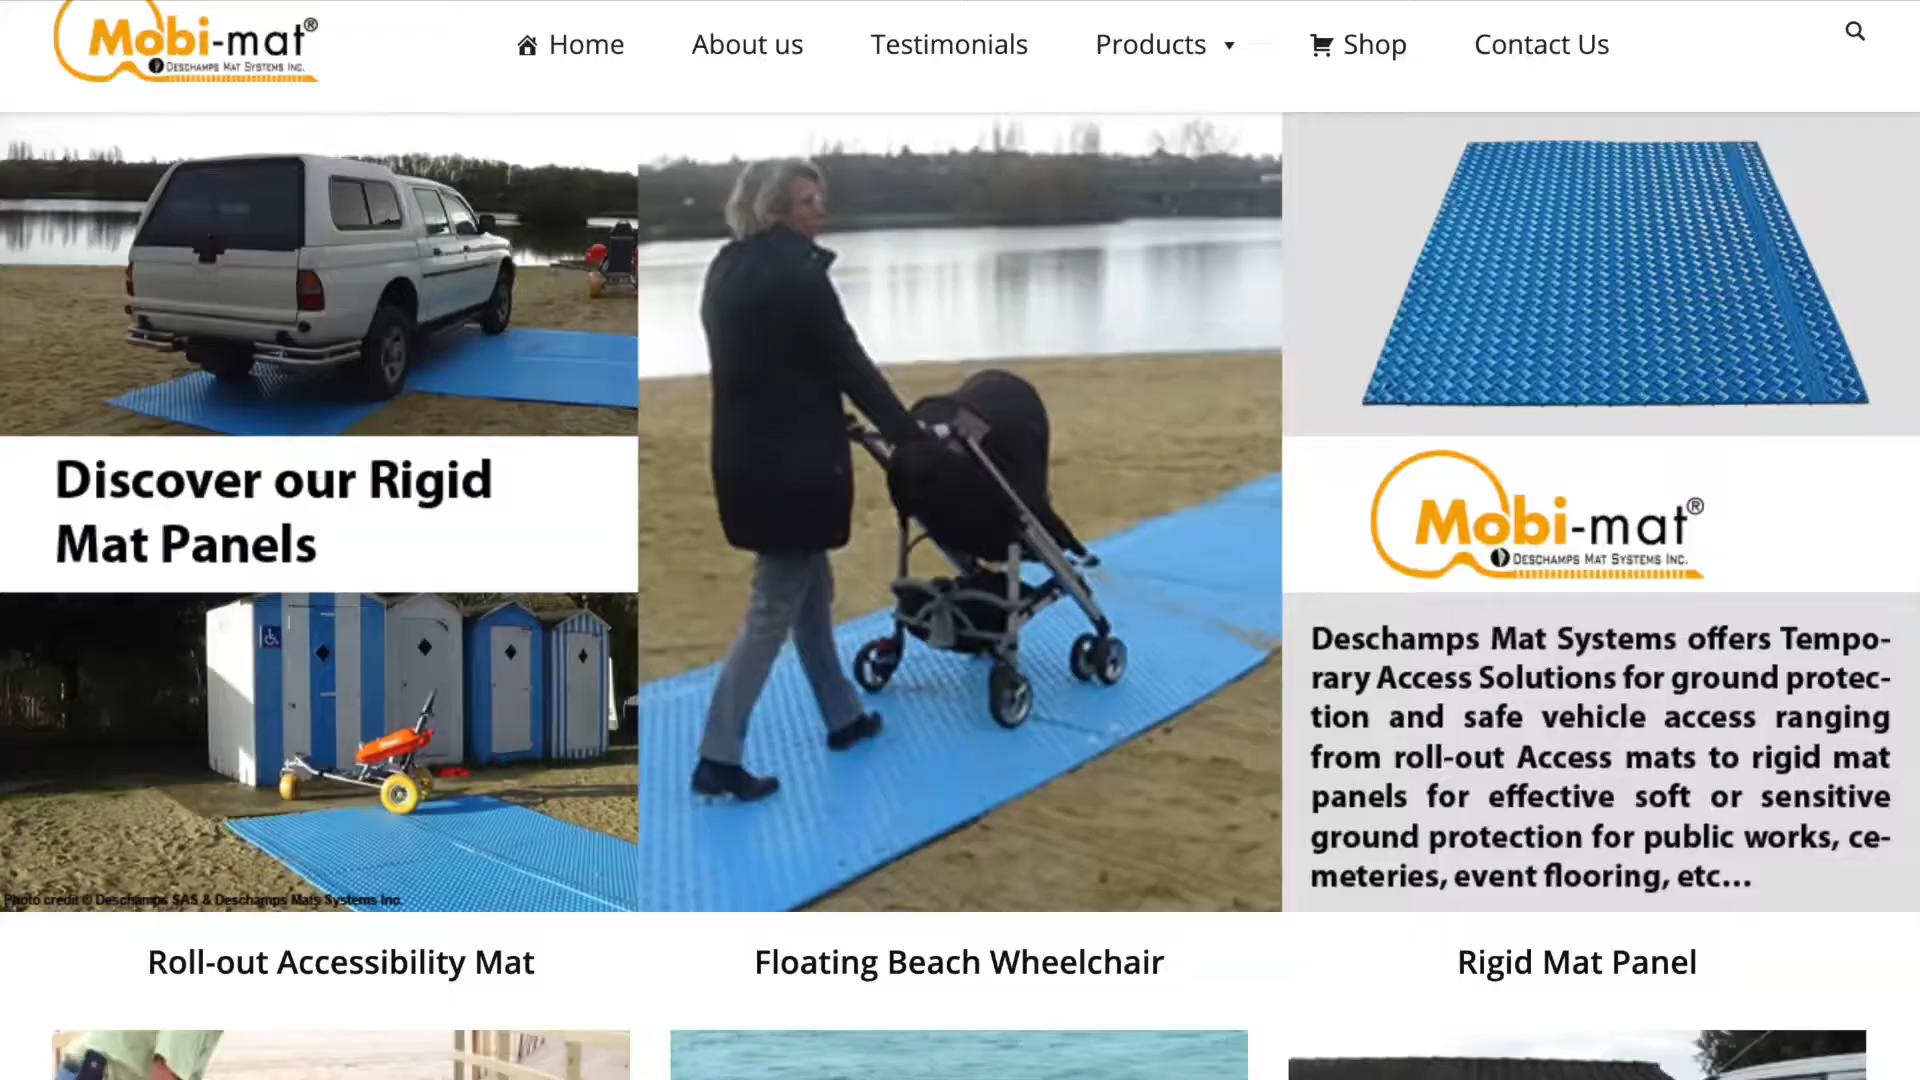 Mobi-mat®
DESCHAMPS MAT SYSTEMS INC.
Home
About us
Testimonials
Products
Shop
Contact Us
Discover our Rigid
Mat Panels
Mobi-mat®
DESCHAMPS MAT SYSTEMS INC.
Deschamps Mat Systems offers Tempo-
rary Access Solutions for ground protec-
tion and safe vehicle access ranging
from roll-out Access mats to rigid mat
panels for effective soft or sensitive
ground protection for public works, ce-
meteries, event flooring, etc...
Photo credit © Deschamps SAS & Deschamps Mats Systems Inc.
Roll-out Accessibility Mat
Floating Beach Wheelchair
Rigid Mat Panel